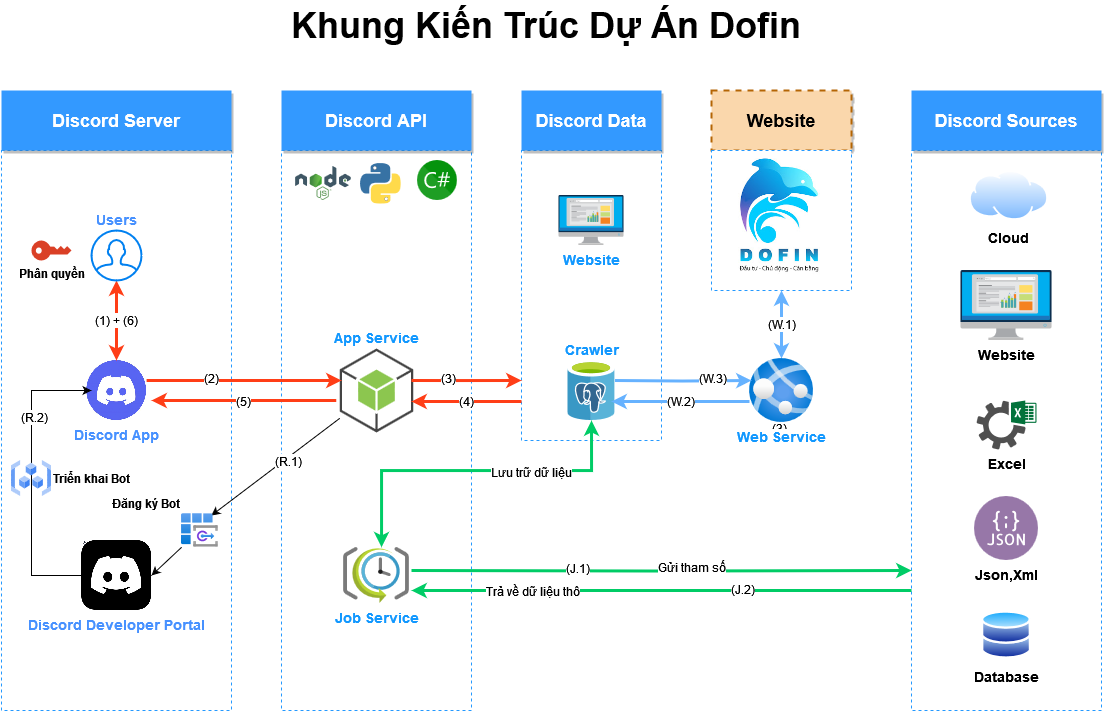 Khung Kiến Trúc Dự Án Dofin
Discord Server
Discord API
Discord Data
Website
Discord Sources
node
JS
C#
Users
Phân quyền
(1) + (6)
Discord App
(R.2)
Triển khai Bot
Đăng ký Bot
Discord Developer Portal
App Service
(2)
(5)
(3)
(4)
(R.1)
Website
Crawler
DOFIN
Đầu tư - Chủ động - Cân bằng
(W.1)
(W.3)
(W.2)
(3)
Web Service
Lưu trữ dữ liệu
Job Service
(J.1)
Gửi tham số
Trả về dữ liệu thô
(J.2)
Cloud
Website
X
Excel
{;}
JSON
Json,Xml
Database